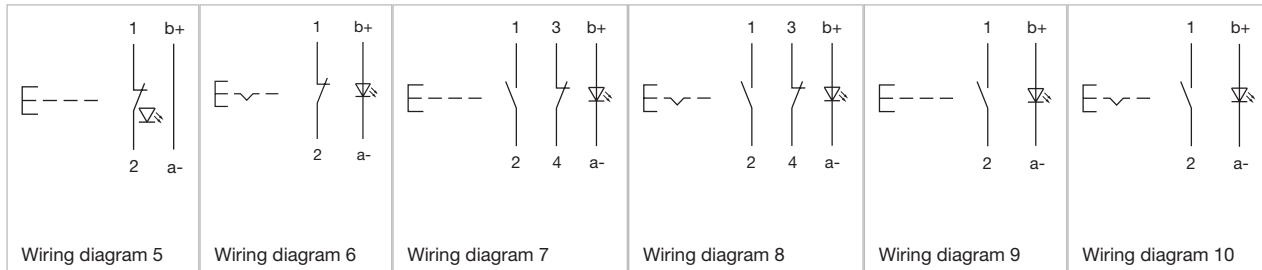 1 b+
2 a-
Wiring diagram 5
1 b+
2 a-
Wiring diagram 6
1 3 b+
2 4 a-
Wiring diagram 7
1 3 b+
2 4 a-
Wiring diagram 8
1 b+
2 a-
Wiring diagram 9
1 b+
2 a-
Wiring diagram 10